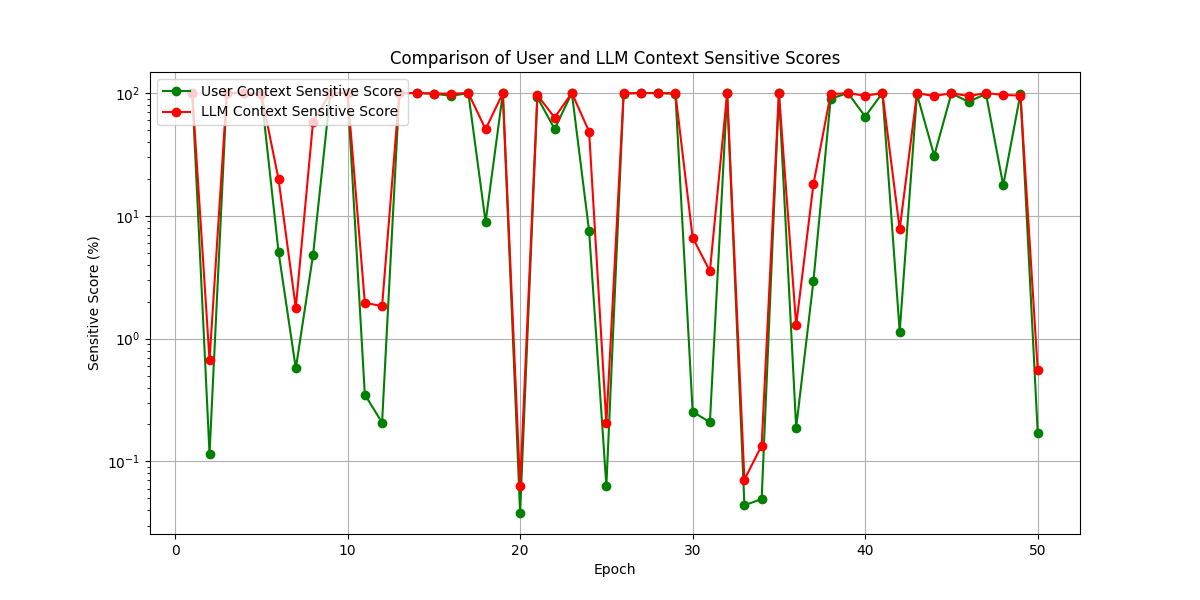 Comparison of User and LLM Context Sensitive Scores
User Context Sensitive Score
LLM Context Sensitive Score
Sensitive Score (%)
10²
10¹
10⁰
10⁻¹
0 10 20 30 40 50
Epoch